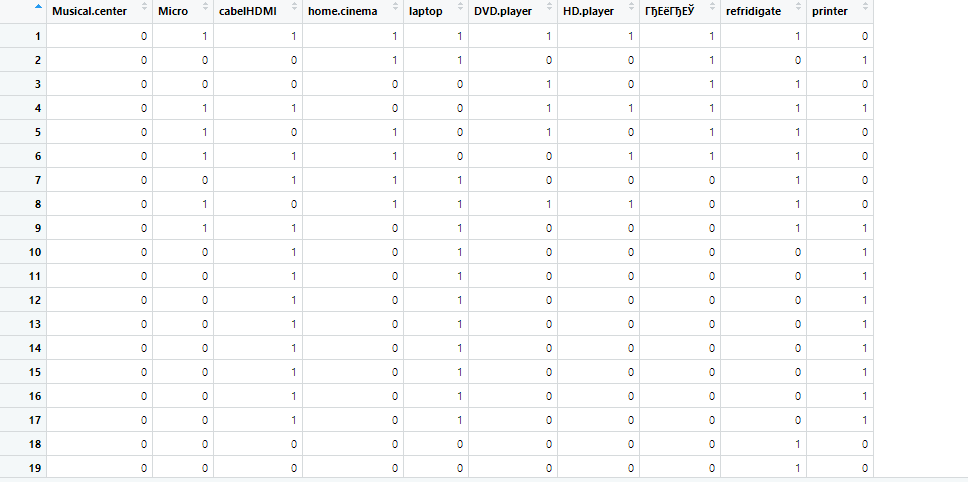 Musical.center Micro cabelHDMI home.cinema laptop DVD.player HD.player ГЂЕёГЂЕЎ refridigate printer
1 0 1 1 1 1 1 1 1 1 0
2 0 0 0 1 1 0 0 1 0 1
3 0 0 0 0 0 1 0 1 1 0
4 0 1 1 0 0 1 1 1 1 1
5 0 1 0 1 0 1 0 1 1 0
6 0 1 1 1 0 0 1 1 1 0
7 0 0 1 1 1 0 0 0 1 0
8 0 1 0 1 1 1 1 0 1 0
9 0 1 1 0 1 0 0 0 1 1
10 0 0 1 0 1 0 0 0 0 1
11 0 0 1 0 1 0 0 0 0 1
12 0 0 1 0 1 0 0 0 0 1
13 0 0 1 0 1 0 0 0 0 1
14 0 0 1 0 1 0 0 0 0 1
15 0 0 1 0 1 0 0 0 0 1
16 0 0 1 0 1 0 0 0 0 1
17 0 0 1 0 1 0 0 0 0 1
18 0 0 0 0 0 0 0 0 1 0
19 0 0 0 0 0 0 0 0 1 0